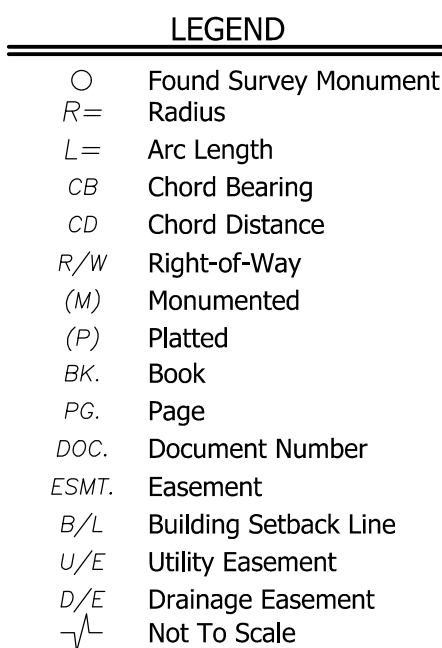 LEGEND
○ Found Survey Monument
R= Radius
L= Arc Length
CB Chord Bearing
CD Chord Distance
R/W Right-of-Way
(M) Monumented
(P) Platted
BK. Book
PG. Page
DOC. Document Number
ESMT. Easement
B/L Building Setback Line
U/E Utility Easement
D/E Drainage Easement
Not To Scale